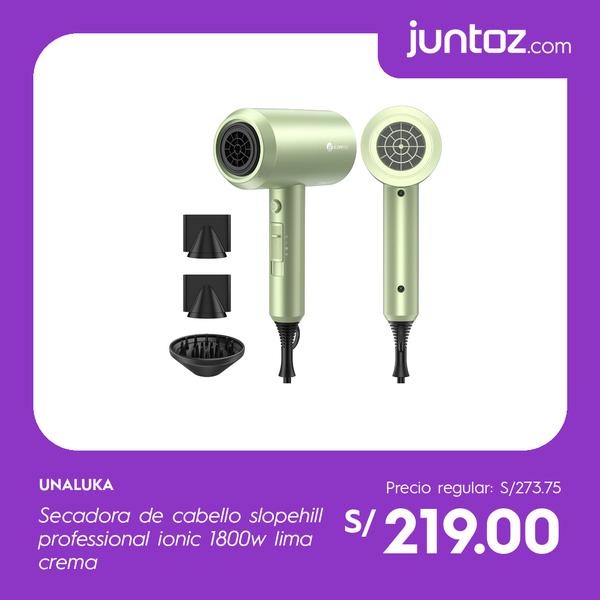 juntoz.com
UNALUKA
Secadora de cabello slopehill
professional ionic 1800w lima
crema
Precio regular: S/273.75
S/219.00